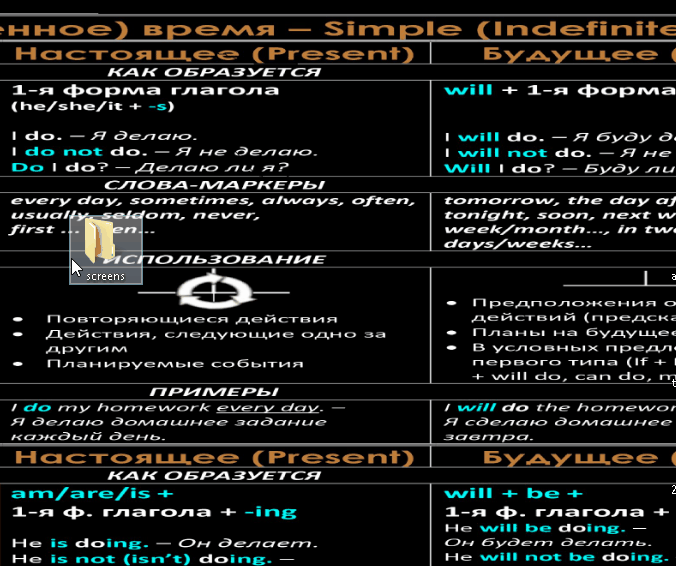 енное) время — Simple (Indefinite
Настоящее (Present)
Будущее (
КАК ОБРАЗУЕТСЯ
1-я форма глагола
(he/she/it + -s)
I do. — Я делаю.
I do not do. — Я не делаю.
Do I do? — Делаю ли я?
will + 1-я форма
I will do. — Я буду де
I will not do. — Я не
Will I do? — Буду ли
СЛОВА-МАРКЕРЫ
every day, sometimes, always, often,
usually, seldom, never,
first ... en...
tomorrow, the day af
tonight, soon, next w
week/month..., in tw
days/weeks...
screens
ИСПОЛЬЗОВАНИЕ
• Повторяющиеся действия
• Действия, следующие одно за
другим
• Планируемые события
• Предположения о
действий (предска
• Планы на будущее
• В условных предл
первого типа (If +
+ will do, can do, m
ПРИМЕРЫ
I do my homework every day. —
Я делаю домашнее задание
каждый день.
I will do the homewor
Я сделаю домашнее
завтра.
Настоящее (Present)
Будущее (
КАК ОБРАЗУЕТСЯ
am/are/is +
1-я ф. глагола + -ing
Не is doing. — Он делает.
He is not (isn't) doing. —
will + be +
1-я ф. глагола +
He will be doing. —
Он будет делать.
He will not be doing.